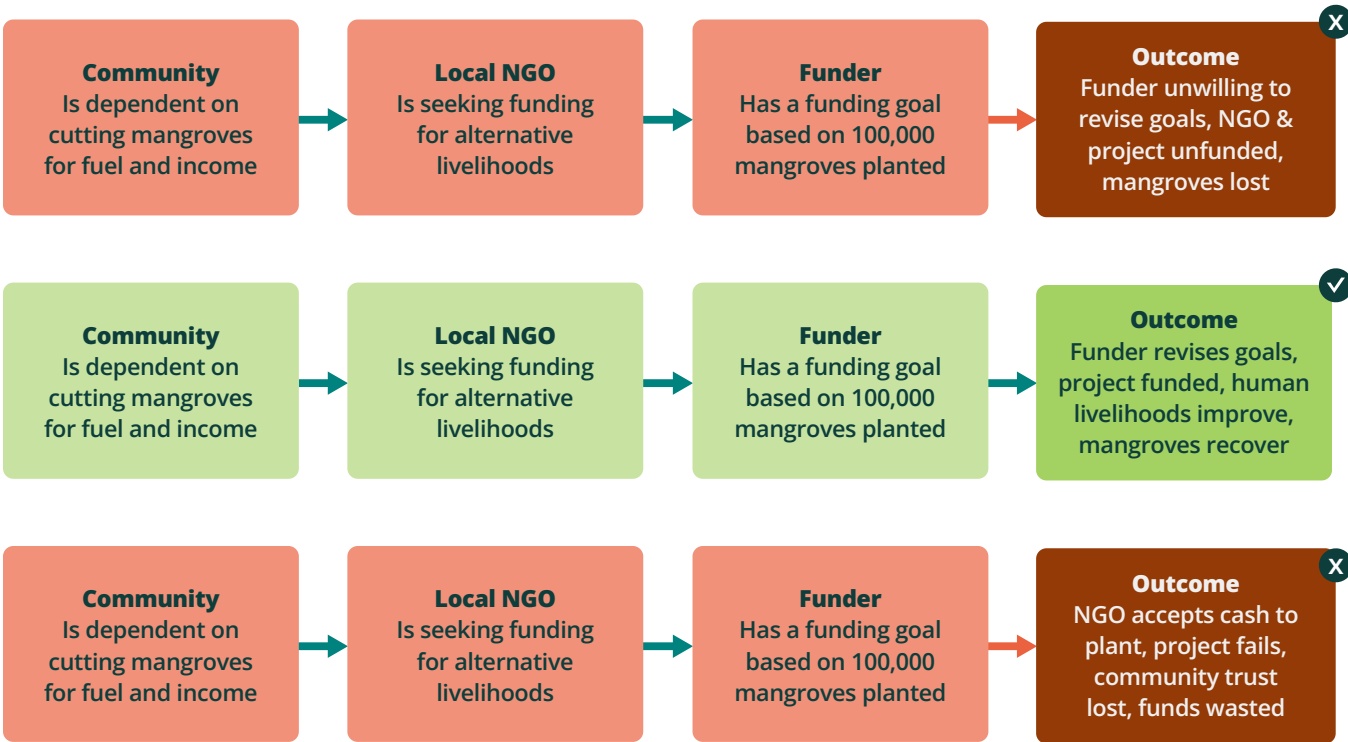 Community
Is dependent on
cutting mangroves
for fuel and income
Local NGO
Is seeking funding
for alternative
livelihoods
Funder
Has a funding goal
based on 100,000
mangroves planted
X
Outcome
Funder unwilling to
revise goals, NGO &
project unfunded,
mangroves lost
Community
Is dependent on
cutting mangroves
for fuel and income
Local NGO
Is seeking funding
for alternative
livelihoods
Funder
Has a funding goal
based on 100,000
mangroves planted
Outcome
Funder revises goals,
project funded, human
livelihoods improve,
mangroves recover
Community
Is dependent on
cutting mangroves
for fuel and income
Local NGO
Is seeking funding
for alternative
livelihoods
Funder
Has a funding goal
based on 100,000
mangroves planted
X
Outcome
NGO accepts cash to
plant, project fails,
community trust
lost, funds wasted